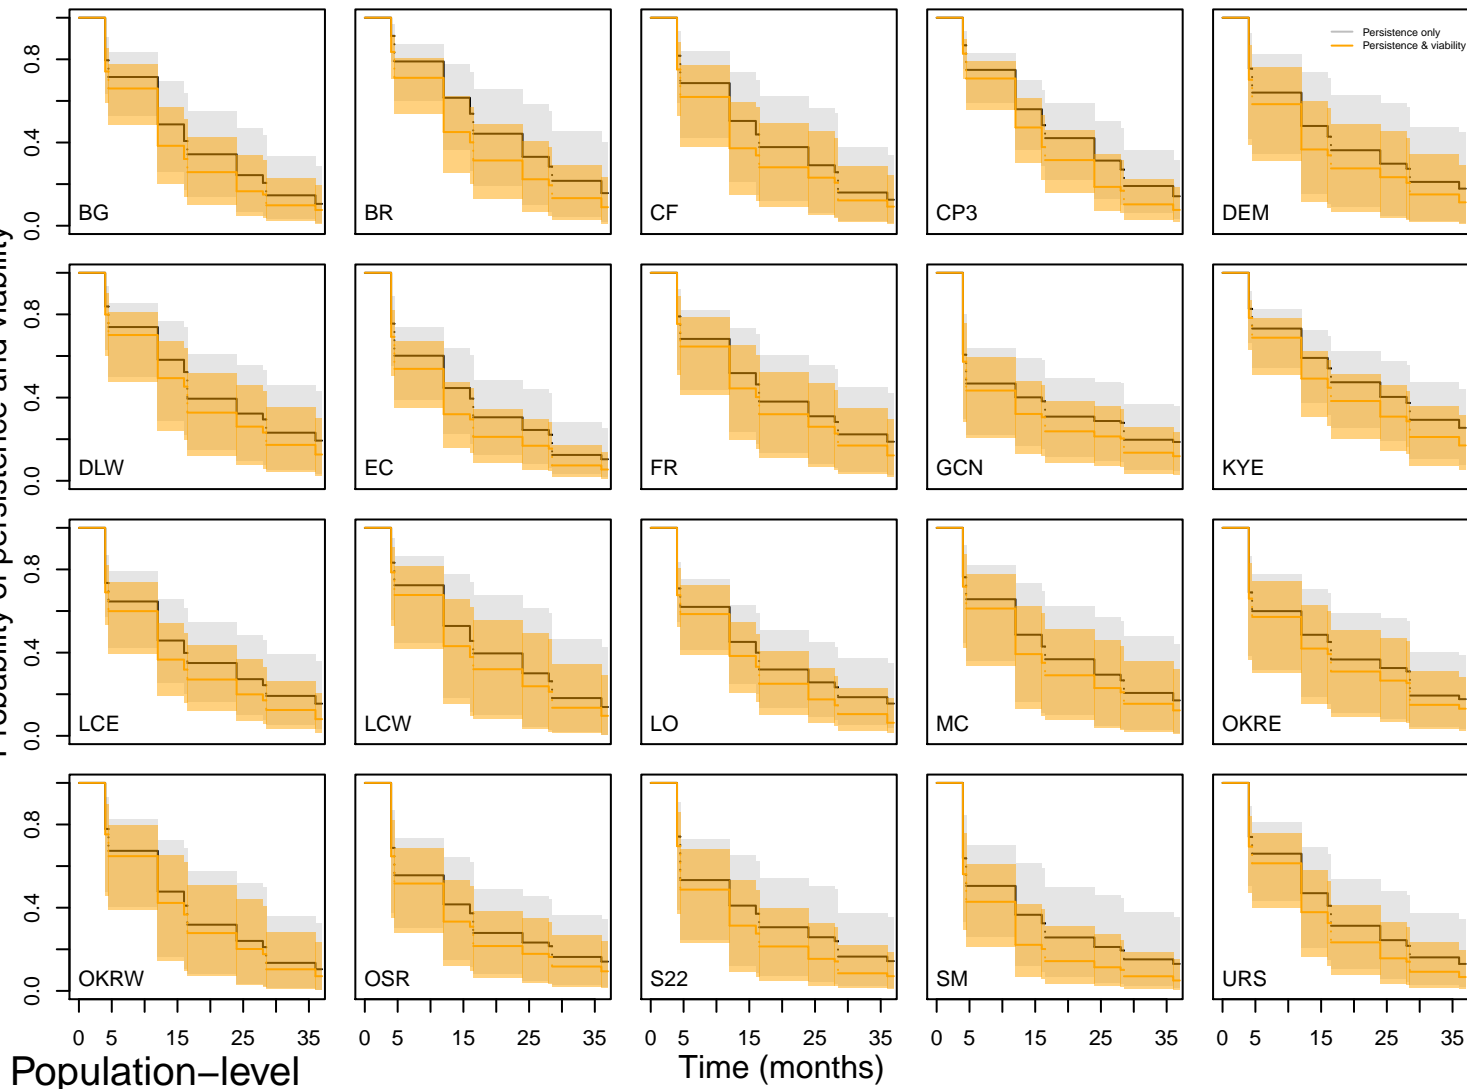 Persistence only
Persistence & viability
0.0 0.4 0.8
BG
BR
CF
CP3
DEM
0.0 0.4 0.8
DLW
EC
FR
GCN
KYE
0.0 0.4 0.8
LCE
LCW
LO
MC
OKRE
0.0 0.4 0.8
OKRW
OSR
S22
SM
URS
of persistence and viability
0 5 15 25 35
0 5 15 25 35
0 5 15 25 35
0 5 15 25 35
0 5 15 25 35
Time (months)
Population−level